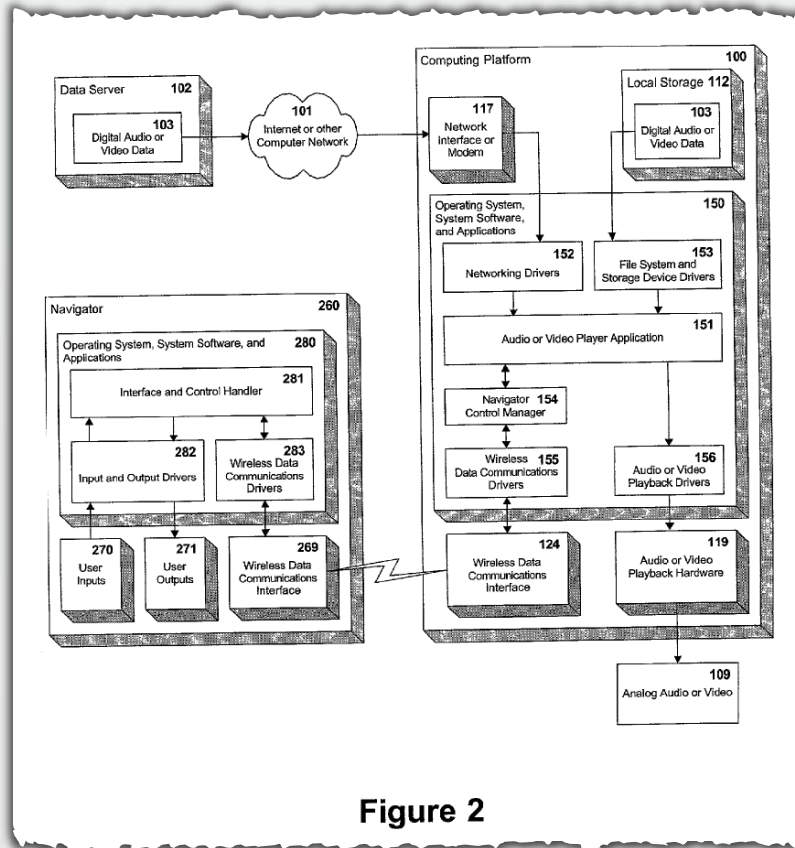 Data Server 102
103
Digital Audio or
Video Data
101
Internet or other
Computer Network
Computing Platform 100
117
Network
Interface or
Modem
Local Storage 112
103
Digital Audio or
Video Data
Operating System, 150
System Software,
and Applications
152
Networking Drivers
153
File System and
Storage Device Drivers
151
Audio or Video Player Application
Navigator 154
Control Manager
Wireless 155
Data Communications
Drivers
156
Audio or Video
Playback Drivers
124
Wireless Data
Communications
Interface
119
Audio or Video
Playback Hardware
109
Analog Audio or Video
Navigator 260
Operating System, System Software, and 280
Applications
281
Interface and Control Handler
282
Input and Output Drivers
283
Wireless Data
Communications
Drivers
270
User
Inputs
271
User
Outputs
269
Wireless Data
Communications
Interface
Figure 2